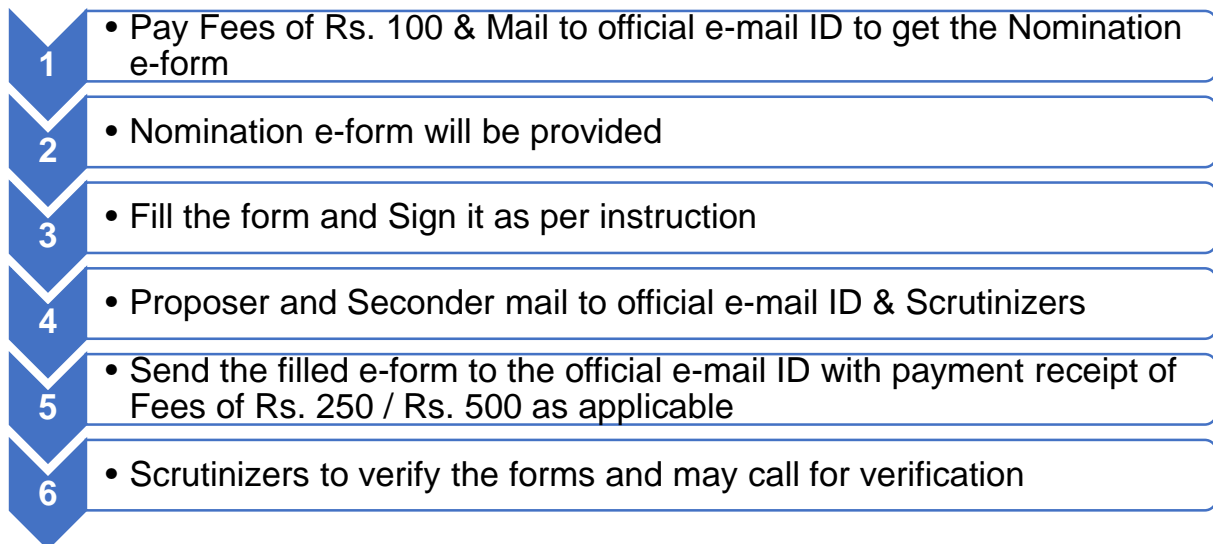 1
• Pay Fees of Rs. 100 & Mail to official e-mail ID to get the Nomination
e-form
2
• Nomination e-form will be provided
3
• Fill the form and Sign it as per instruction
4
• Proposer and Seconder mail to official e-mail ID & Scrutinizers
5
• Send the filled e-form to the official e-mail ID with payment receipt of
Fees of Rs. 250 / Rs. 500 as applicable
6
• Scrutinizers to verify the forms and may call for verification